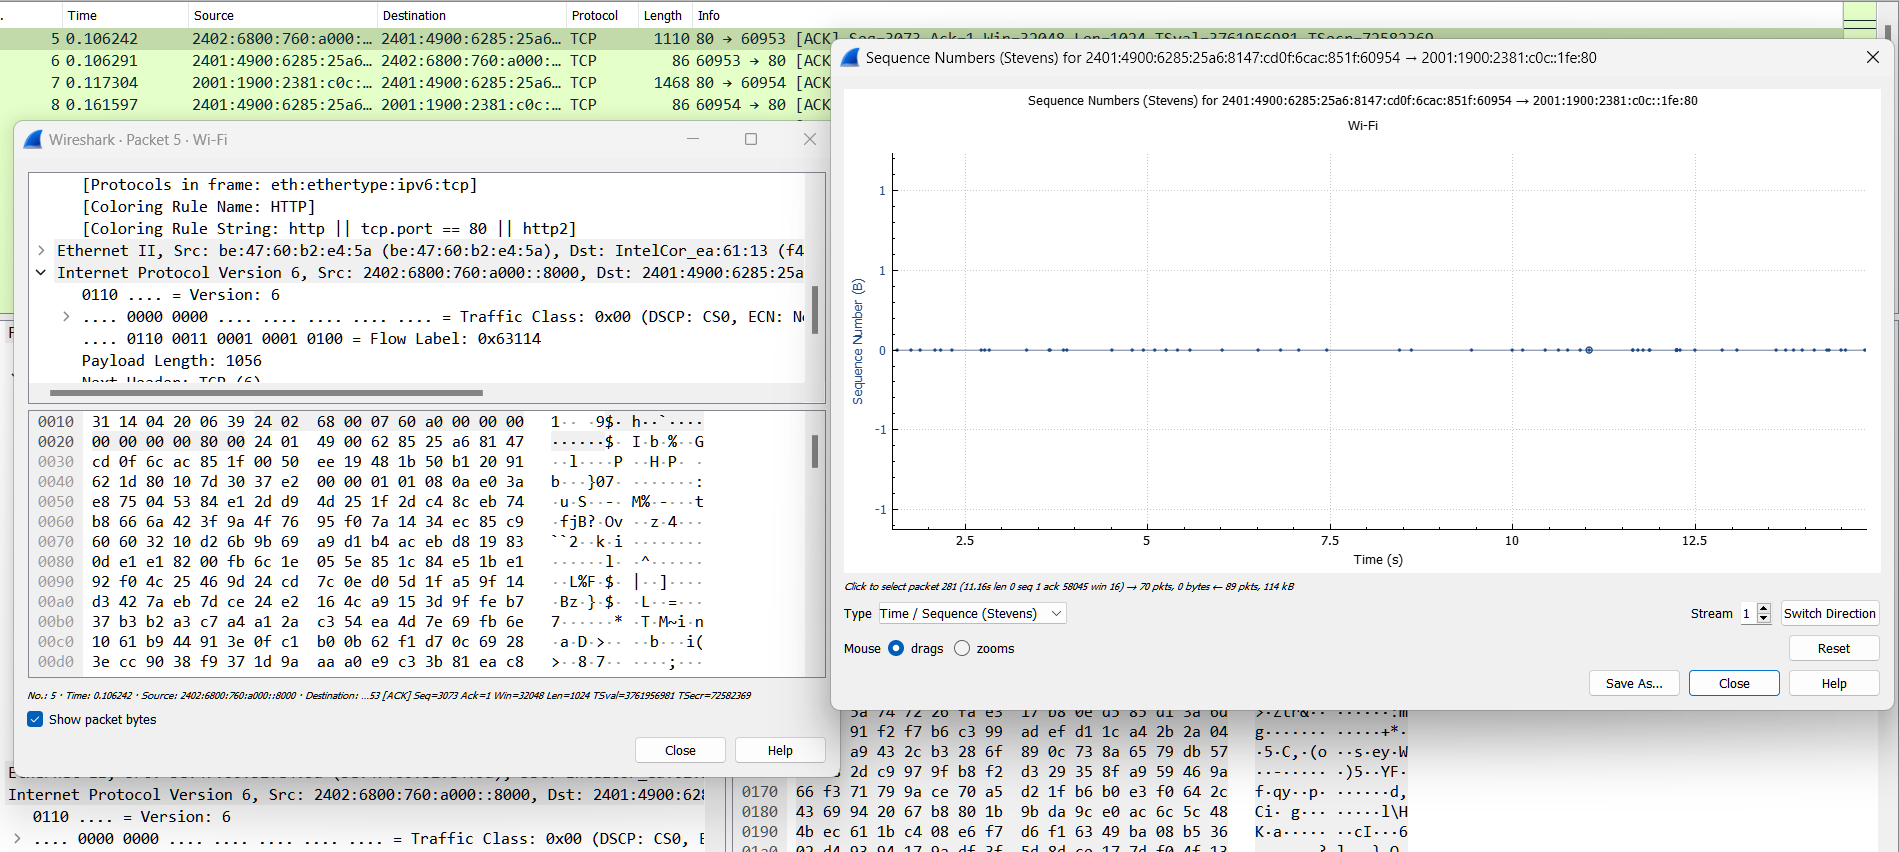 Time Source Destination Protocol Length Info
5 0.106242 2402:6800:760:a000:… 2401:4900:6285:25a6… TCP 1110 80 → 60953 [ACK] Seq=3073 Ack=1 Win=32048 Len=1024 TSval=3761956981 TSecr=72582369
6 0.106291 2401:4900:6285:25a6… 2402:6800:760:a000:… TCP 86 60953 → 80 [ACK
7 0.117304 2001:1900:2381:c0c:… 2401:4900:6285:25a6… TCP 1468 80 → 60954 [ACK
8 0.161597 2401:4900:6285:25a6… 2001:1900:2381:c0c:… TCP 86 60954 → 80 [ACK
Wireshark · Packet 5 · Wi-Fi
[Protocols in frame: eth:ethertype:ipv6:tcp]
[Coloring Rule Name: HTTP]
[Coloring Rule String: http || tcp.port == 80 || http2]
Ethernet II, Src: be:47:60:b2:e4:5a (be:47:60:b2:e4:5a), Dst: IntelCor_ea:61:13 (f4
Internet Protocol Version 6, Src: 2402:6800:760:a000::8000, Dst: 2401:4900:6285:25a
0110 .... = Version: 6
.... 0000 0000 .... .... .... .... .... = Traffic Class: 0x00 (DSCP: CS0, ECN: No
.... 0110 0011 0001 0001 0100 = Flow Label: 0x63114
Payload Length: 1056
Next Header: TCP (6)
0010 31 14 04 20 06 39 24 02 68 00 07 60 a0 00 00 00 1·· ·9$· h··`····
0020 00 00 00 00 80 00 24 01 49 00 62 85 25 a6 81 47 ······$· I·b·%··G
0030 cd 0f 6c ac 85 1f 00 50 ee 19 48 1b 50 b1 20 91 ··l····P ··H·P· ·
0040 62 1d 80 10 7d 30 37 e2 00 00 01 01 08 0a e0 3a b···}07· ·······:
0050 e8 75 04 53 84 e1 2d d9 4d 25 1f 2d c4 8c eb 74 ·u·S··-· M%·-···t
0060 b8 66 6a 42 3f 9a 4f 76 95 f0 7a 14 34 ec 85 c9 ·fjB?·Ov ··z·4···
0070 60 60 32 10 d2 6b 9b 69 a9 d1 b4 ac eb d8 19 83 ``2··k·i ········
0080 0d e1 e1 82 00 fb 6c 1e 05 5e 85 1c 84 e5 1b e1 ······l· ·^······
0090 92 f0 4c 25 46 9d 24 cd 7c 0e d0 5d 1f a5 9f 14 ··L%F·$· |··]····
00a0 d3 42 7a eb 7d ce 24 e2 16 4c a9 15 3d 9f fe b7 ·Bz·}·$· ·L··=···
00b0 37 b3 b2 a3 c7 a4 a1 2a c3 54 ea 4d 7e 69 fb 6e 7······* ·T·M~i·n
00c0 10 61 b9 44 91 3e 0f c1 b0 0b 62 f1 d7 0c 69 28 ·a·D·>·· ··b···i(
00d0 3e cc 90 38 f9 37 1d 9a aa a0 e9 c3 3b 81 ea c8 >··8·7·· ····;···
No.: 5 · Time: 0.106242 · Source: 2402:6800:760:a000::8000 · Destination: …53 [ACK] Seq=3073 Ack=1 Win=32048 Len=1024 TSval=3761956981 TSecr=72582369
Show packet bytes
Close Help
Sequence Numbers (Stevens) for 2401:4900:6285:25a6:8147:cd0f:6cac:851f:60954 → 2001:1900:2381:c0c::1fe:80
Sequence Numbers (Stevens) for 2401:4900:6285:25a6:8147:cd0f:6cac:851f:60954 → 2001:1900:2381:c0c::1fe:80
Wi-Fi
Sequence Number (B)
1
1
0
-1
-1
2.5 5 7.5 10 12.5
Time (s)
Click to select packet 281 (11.16s len 0 seq 1 ack 58045 win 16) → 70 pkts, 0 bytes ← 89 pkts, 114 kB
Type Time / Sequence (Stevens) Stream 1 Switch Direction
Mouse drags zooms Reset
Save As… Close Help
5a 74 72 26 fa e3 17 b8 0e d5 85 d1 3a 6d >·Ztr&·· ······:m
91 f2 f7 b6 c3 99 ad ef d1 1c a4 2b 2a 04 g······· ·····+*·
a9 43 2c b3 28 6f 89 0c 73 8a 65 79 db 57 ·5·C,·(o ··s·ey·W
2d c9 97 9f b8 f2 d3 29 35 8f a9 59 46 9a ···-···· ·)5··YF·
0170 66 f3 71 79 9a ce 70 a5 d2 1f b6 b0 e3 f0 64 2c f·qy··p· ······d,
0180 43 69 94 20 67 b8 80 1b 9b da 9c e0 ac 6c 5c 48 Ci· g··· ·····l\H
0190 4b ec 61 1b c4 08 e6 f7 d6 f1 63 49 ba 08 b5 36 K·a····· ··cI···6
Internet Protocol Version 6, Src: 2402:6800:760:a000::8000, Dst: 2401:4900:628
0110 .... = Version: 6
.... 0000 0000 .... .... .... .... .... = Traffic Class: 0x00 (DSCP: CS0, E